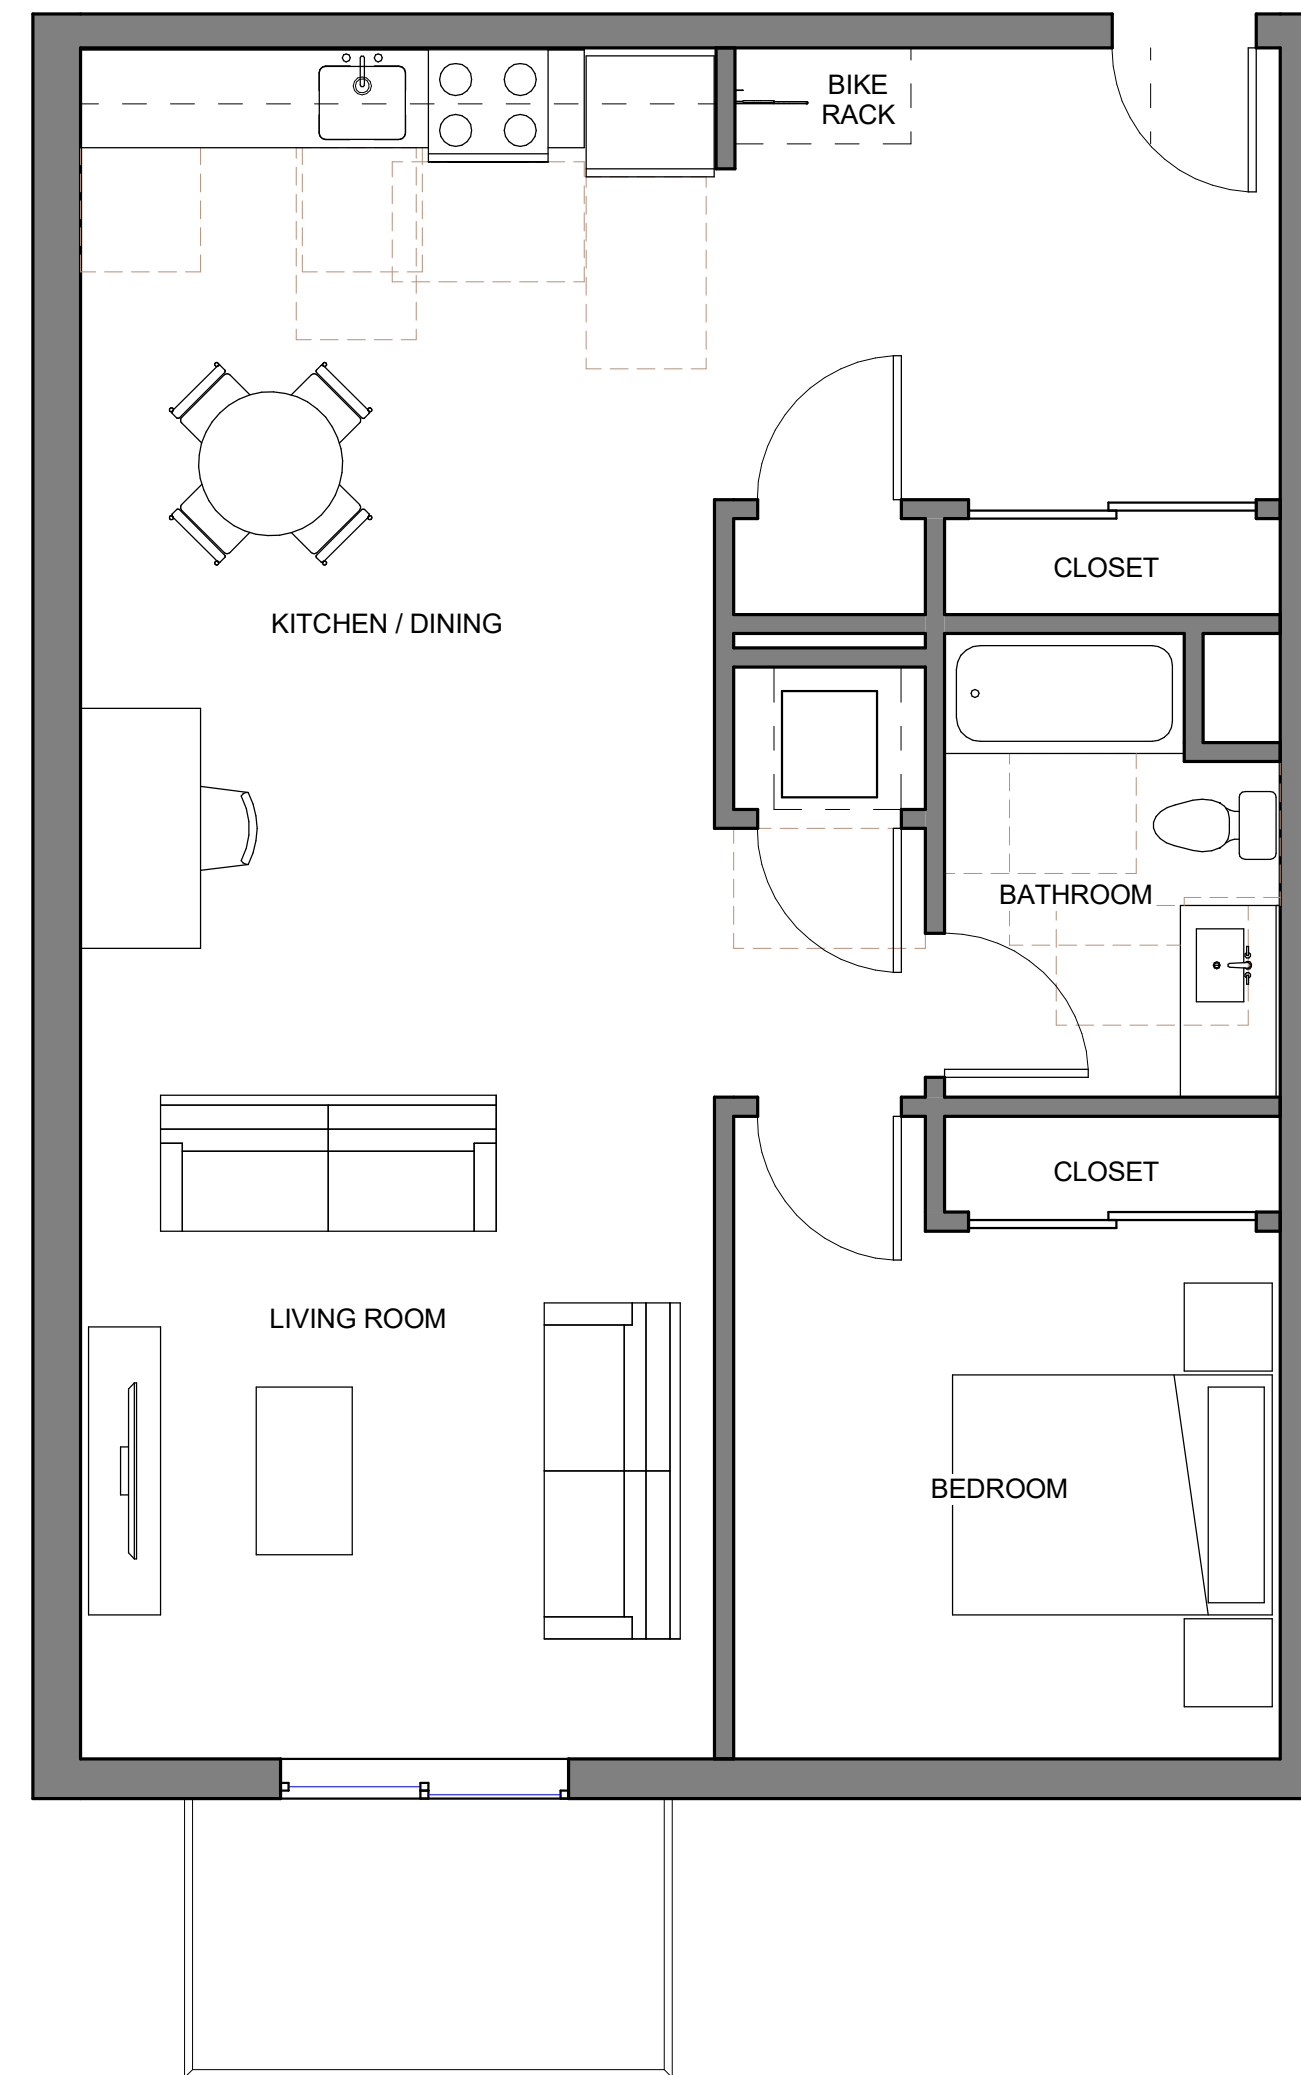 BIKE
RACK
CLOSET
KITCHEN / DINING
BATHROOM
CLOSET
LIVING ROOM
BEDROOM